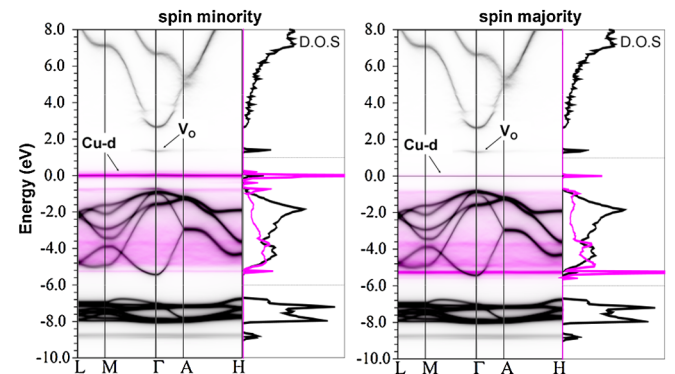 spin minority
spin majority
8.0
6.0
4.0
2.0
0.0
-2.0
-4.0
-6.0
-8.0
-10.0
Energy (eV)
Cu-d
V_O
D.O.S
L M Γ A H
8.0
6.0
4.0
2.0
0.0
-2.0
-4.0
-6.0
-8.0
-10.0
Cu-d
V_O
D.O.S
L M Γ A H